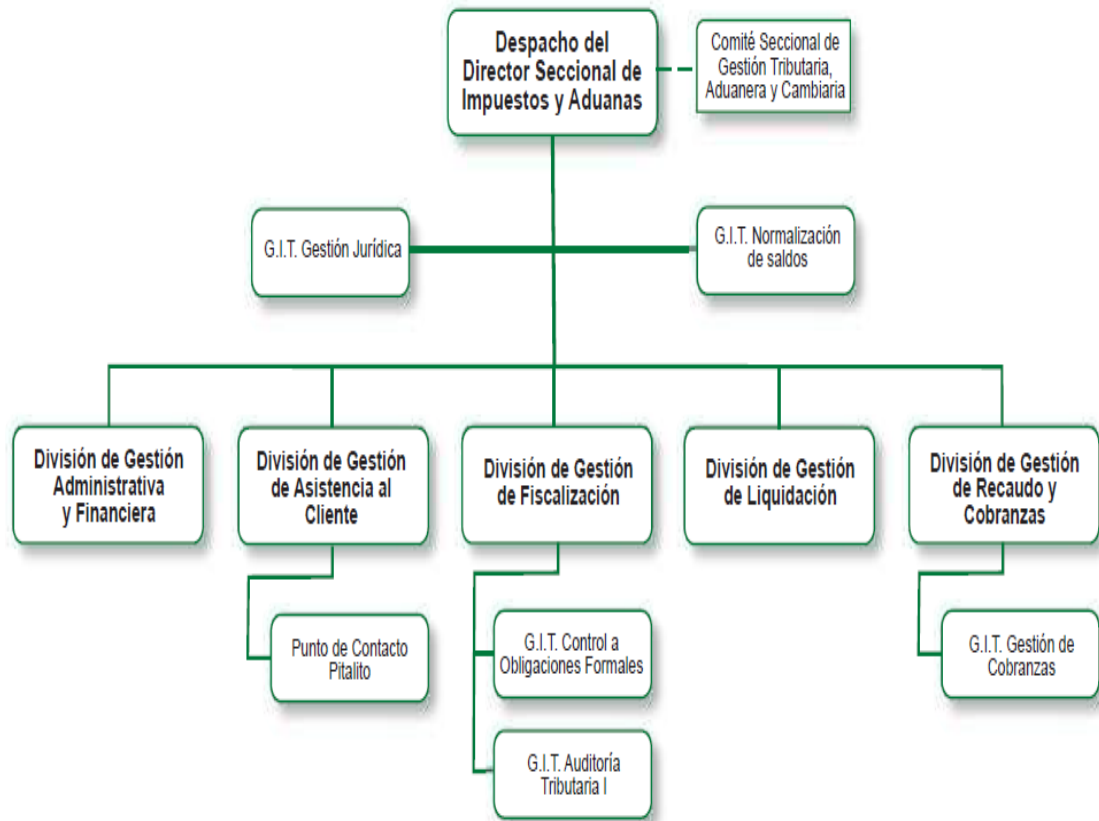 Despacho del
Director Seccional de
Impuestos y Aduanas
Comité Seccional de
Gestión Tributaria,
Aduanera y Cambiaria
G.I.T. Gestión Jurídica
G.I.T. Normalización
de saldos
División de Gestión
Administrativa
y Financiera
División de Gestión
de Asistencia al
Cliente
División de Gestión
de Fiscalización
División de Gestión
de Liquidación
División de Gestión
de Recaudo y
Cobranzas
Punto de Contacto
Pitalito
G.I.T. Control a
Obligaciones Formales
G.I.T. Gestión de
Cobranzas
G.I.T. Auditoría
Tributaria I